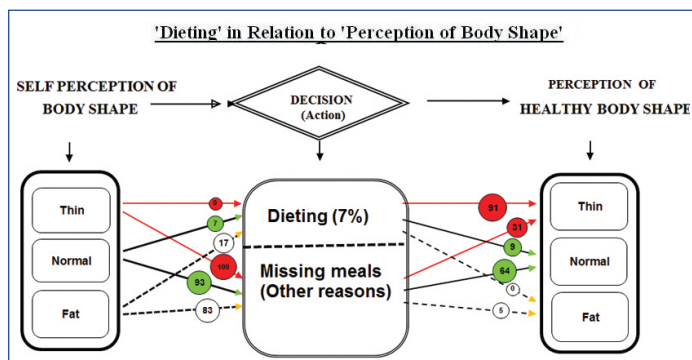 'Dieting' in Relation to 'Perception of Body Shape'
SELF PERCEPTION OF
BODY SHAPE
DECISION
(Action)
PERCEPTION OF
HEALTHY BODY SHAPE
Thin
Normal
Fat
0
7
17
100
93
83
Dieting (7%)
Missing meals
(Other reasons)
91
31
9
64
0
5
Thin
Normal
Fat